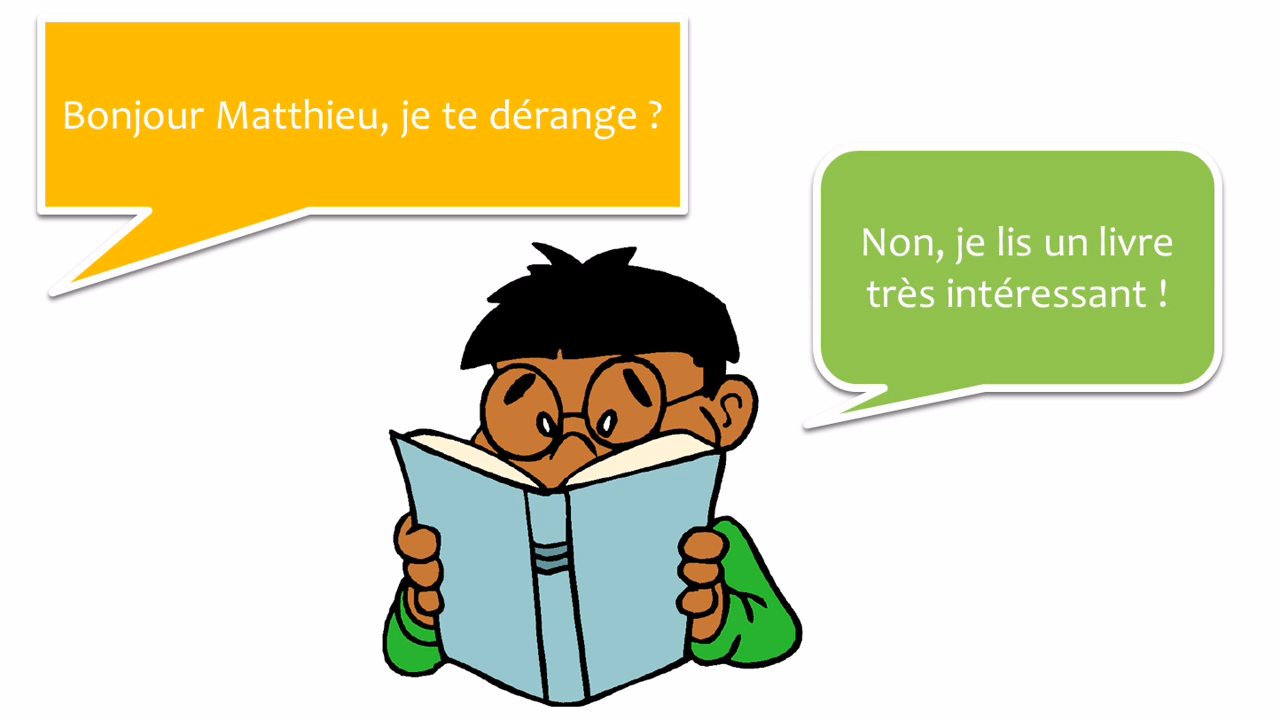 Bonjour Matthieu, je te dérange ?
Non, je lis un livre
très intéressant !